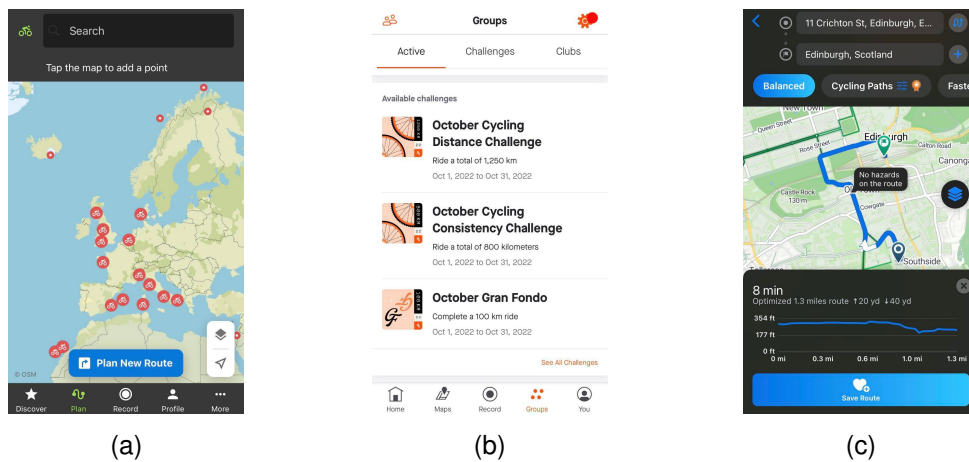 Search
Tap the map to add a point
© OSM
Plan New Route
Discover Plan Record Profile More
(a)
Groups
Active Challenges Clubs
Available challenges
October Cycling
Distance Challenge
Ride a total of 1,250 km
Oct 1, 2022 to Oct 31, 2022
October Cycling
Consistency Challenge
Ride a total of 800 kilometers
Oct 1, 2022 to Oct 31, 2022
October Gran Fondo
Complete a 100 km ride
Oct 1, 2022 to Oct 31, 2022
See All Challenges
Home Maps Record Groups You
(b)
11 Crichton St, Edinburgh, E...
Edinburgh, Scotland
Balanced Cycling Paths Faste
New Town
Queen Street
Rose Street
Edinburgh
Calton Road
Canonga
No hazards
on the route
Castle Rock
130 m
Cowgate
Southside
8 min
Optimized 1.3 miles route ↑20 yd ↓40 yd
354 ft
177 ft
0 ft
0 mi 0.3 mi 0.6 mi 1.0 mi 1.3 mi
Save Route
(c)